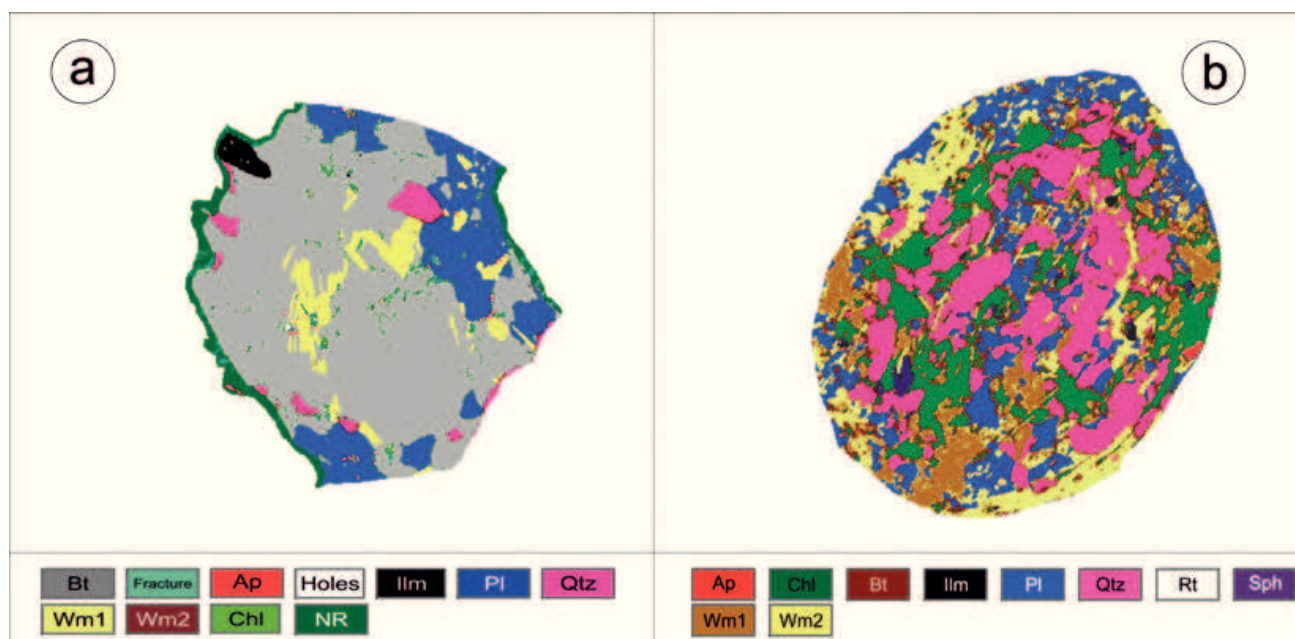 a
b
Bt Fracture Ap Holes Ilm Pl Qtz
Wm1 Wm2 Chl NR
Ap Chl Bt Ilm Pl Qtz Rt Sph
Wm1 Wm2